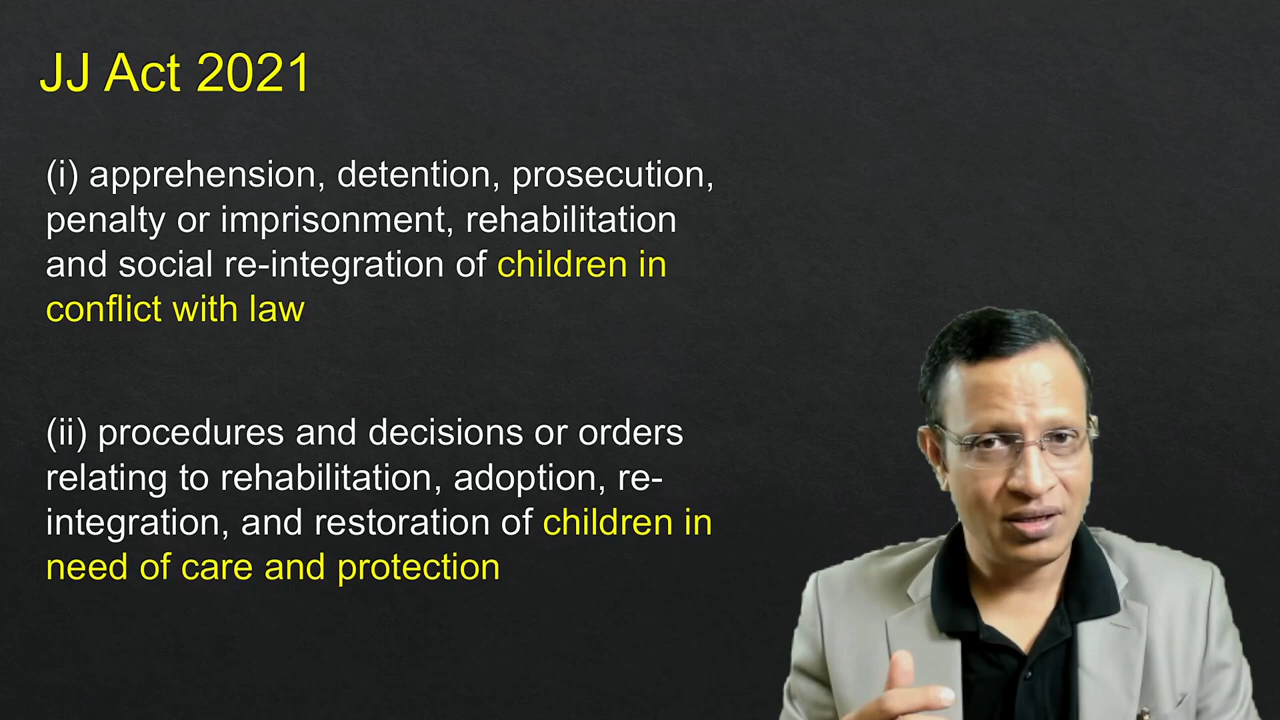 JJ Act 2021
(i) apprehension, detention, prosecution,
penalty or imprisonment, rehabilitation
and social re-integration of children in
conflict with law
(ii) procedures and decisions or orders
relating to rehabilitation, adoption, re-
integration, and restoration of children in
need of care and protection